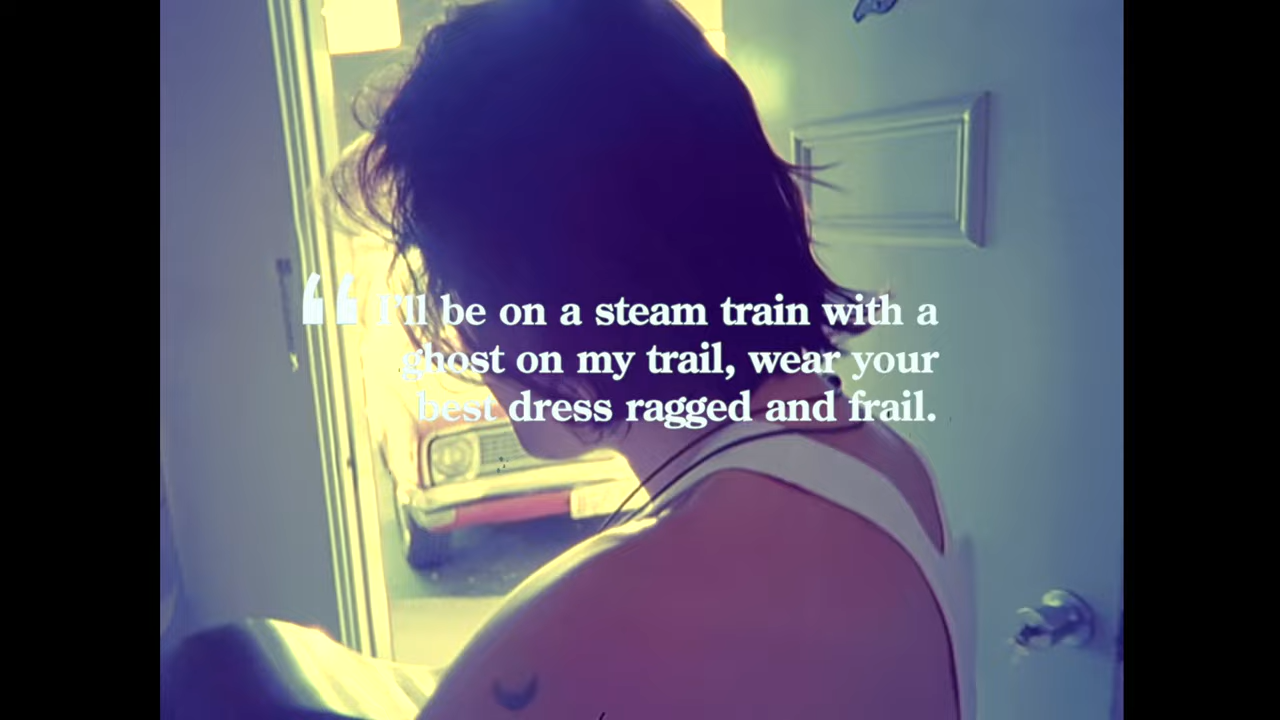 “ I’ll be on a steam train with a
ghost on my trail, wear your
best dress ragged and frail.